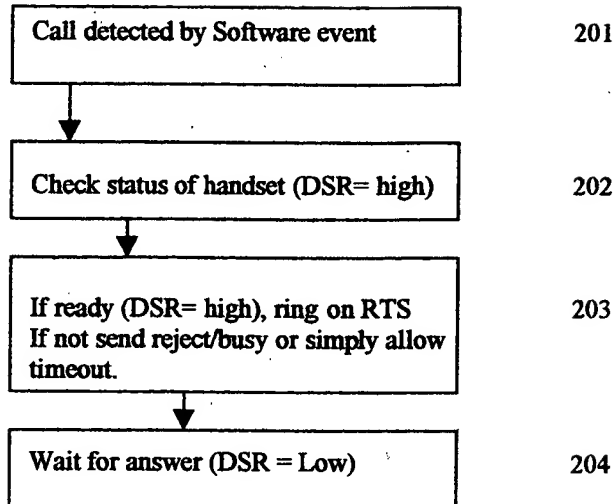 Call detected by Software event 201
Check status of handset (DSR= high) 202
If ready (DSR= high), ring on RTS 203
If not send reject/busy or simply allow
timeout.
Wait for answer (DSR = Low) 204